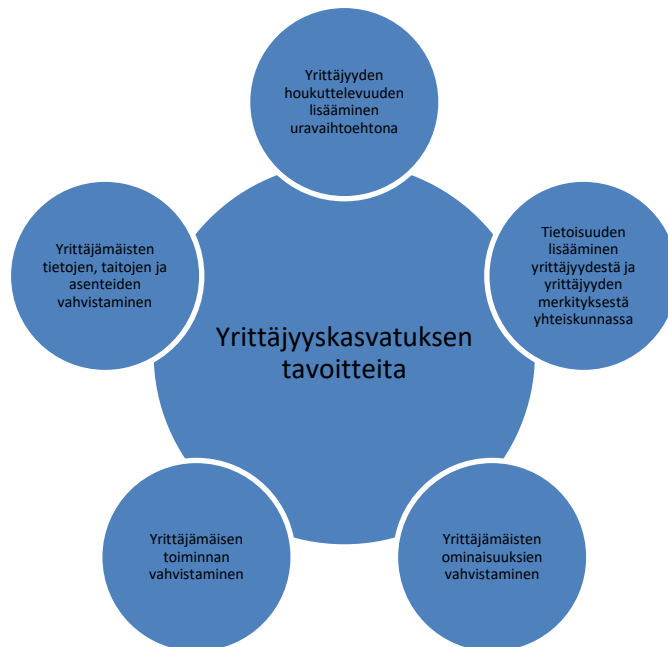 Yrittäjyyden
houkuttelevuuden
lisääminen
uravaihtoehtona
Yrittäjämäisten
tietojen, taitojen ja
asenteiden
vahvistaminen
Tietoisuuden
lisääminen
yrittäjyydestä ja
yrittäjyyden
merkityksestä
yhteiskunnassa
Yrittäjyyskasvatuksen
tavoitteita
Yrittäjämäisen
toiminnan
vahvistaminen
Yrittäjämäisten
ominaisuuksien
vahvistaminen